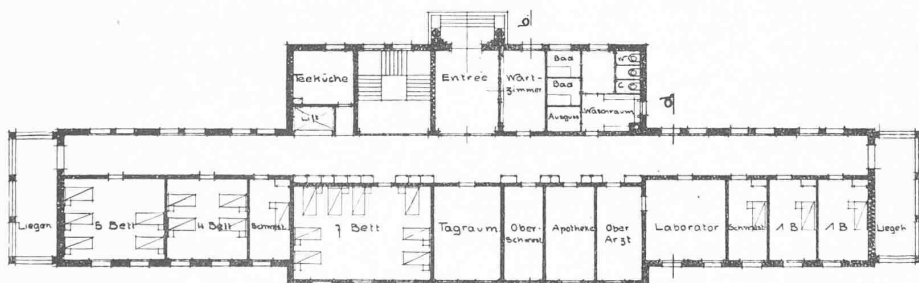 b.
Teeküche
Entree
Wart-
zimmer
Bad
Bad
W
C
Lift
Ausguss
Waschraum
d.
Liegen
5 Bett
4 Bett
Schwest.
7 Bett
Tagraum
Ober-
Schwest.
Apotheke
Ober
Arzt
Laborator
Schwest.
1 B
1 B
Liegeh